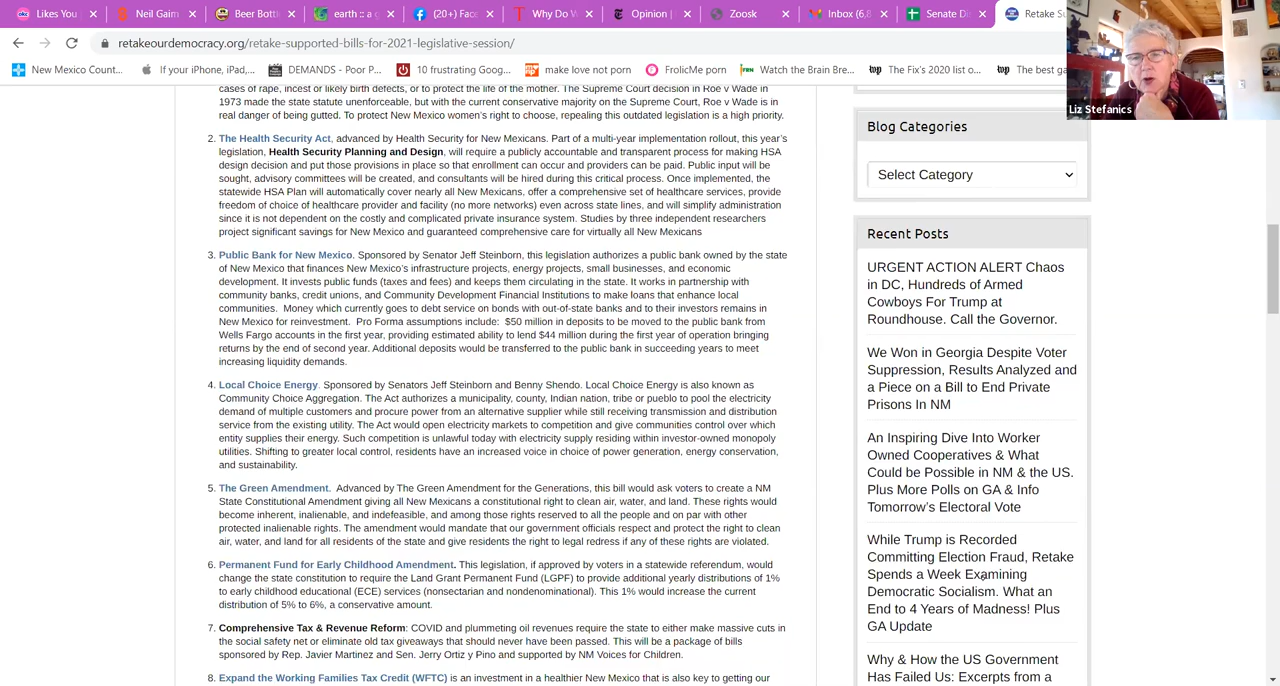 Likes You
Neil Gaim
Beer Bott
earth :: a g
(20+) Fac
Why Do W
Opinion |
Zoosk
Inbox (6,8
Senate Di
Retake Su
retakeourdemocracy.org/retake-supported-bills-for-2021-legislative-session/
New Mexico Count...
If your iPhone, iPad,...
DEMANDS - Poor P...
10 frustrating Goog...
make love not porn
FrolicMe porn
Watch the Brain Bre...
The Fix's 2020 list o...
The best ga
Liz Stefanics
cases of rape, incest or likely birth defects, or to protect the life of the mother. The Supreme Court decision in Roe v Wade in
1973 made the state statute unenforceable, but with the current conservative majority on the Supreme Court, Roe v Wade is in
real danger of being gutted. To protect New Mexico women's right to choose, repealing this outdated legislation is a high priority.
2. The Health Security Act, advanced by Health Security for New Mexicans. Part of a multi-year implementation rollout, this year's
legislation, Health Security Planning and Design, will require a publicly accountable and transparent process for making HSA
design decision and put those provisions in place so that enrollment can occur and providers can be paid. Public input will be
sought, advisory committees will be created, and consultants will be hired during this critical process. Once implemented, the
statewide HSA Plan will automatically cover nearly all New Mexicans, offer a comprehensive set of healthcare services, provide
freedom of choice of healthcare provider and facility (no more networks) even across state lines, and will simplify administration
since it is not dependent on the costly and complicated private insurance system. Studies by three independent researchers
project significant savings for New Mexico and guaranteed comprehensive care for virtually all New Mexicans
3. Public Bank for New Mexico. Sponsored by Senator Jeff Steinborn, this legislation authorizes a public bank owned by the state
of New Mexico that finances New Mexico's infrastructure projects, energy projects, small businesses, and economic
development. It invests public funds (taxes and fees) and keeps them circulating in the state. It works in partnership with
community banks, credit unions, and Community Development Financial Institutions to make loans that enhance local
communities. Money which currently goes to debt service on bonds with out-of-state banks and to their investors remains in
New Mexico for reinvestment. Pro Forma assumptions include: $50 million in deposits to be moved to the public bank from
Wells Fargo accounts in the first year, providing estimated ability to lend $44 million during the first year of operation bringing
returns by the end of second year. Additional deposits would be transferred to the public bank in succeeding years to meet
increasing liquidity demands.
4. Local Choice Energy. Sponsored by Senators Jeff Steinborn and Benny Shendo. Local Choice Energy is also known as
Community Choice Aggregation. The Act authorizes a municipality, county, Indian nation, tribe or pueblo to pool the electricity
demand of multiple customers and procure power from an alternative supplier while still receiving transmission and distribution
service from the existing utility. The Act would open electricity markets to competition and give communities control over which
entity supplies their energy. Such competition is unlawful today with electricity supply residing within investor-owned monopoly
utilities. Shifting to greater local control, residents have an increased voice in choice of power generation, energy conservation,
and sustainability.
5. The Green Amendment. Advanced by The Green Amendment for the Generations, this bill would ask voters to create a NM
State Constitutional Amendment giving all New Mexicans a constitutional right to clean air, water, and land. These rights would
become inherent, inalienable, and indefeasible, and among those rights reserved to all the people and on par with other
protected inalienable rights. The amendment would mandate that our government officials respect and protect the right to clean
air, water, and land for all residents of the state and give residents the right to legal redress if any of these rights are violated.
6. Permanent Fund for Early Childhood Amendment. This legislation, if approved by voters in a statewide referendum, would
change the state constitution to require the Land Grant Permanent Fund (LGPF) to provide additional yearly distributions of 1%
to early childhood educational (ECE) services (nonsectarian and nondenominational). This 1% would increase the current
distribution of 5% to 6%, a conservative amount.
7. Comprehensive Tax & Revenue Reform: COVID and plummeting oil revenues require the state to either make massive cuts in
the social safety net or eliminate old tax giveaways that should never have been passed. This will be a package of bills
sponsored by Rep. Javier Martinez and Sen. Jerry Ortiz y Pino and supported by NM Voices for Children.
8. Expand the Working Families Tax Credit (WFTC) is an investment in a healthier New Mexico that is also key to getting our
Blog Categories
Select Category
Recent Posts
URGENT ACTION ALERT Chaos
in DC, Hundreds of Armed
Cowboys For Trump at
Roundhouse. Call the Governor.
We Won in Georgia Despite Voter
Suppression, Results Analyzed and
a Piece on a Bill to End Private
Prisons In NM
An Inspiring Dive Into Worker
Owned Cooperatives & What
Could be Possible in NM & the US.
Plus More Polls on GA & Info
Tomorrow's Electoral Vote
While Trump is Recorded
Committing Election Fraud, Retake
Spends a Week Examining
Democratic Socialism. What an
End to 4 Years of Madness! Plus
GA Update
Why & How the US Government
Has Failed Us: Excerpts from a